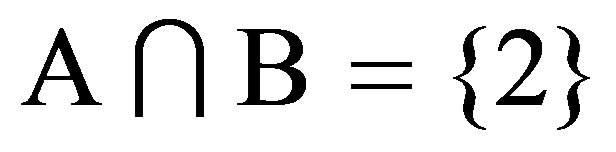 A ⋂ B = {2}